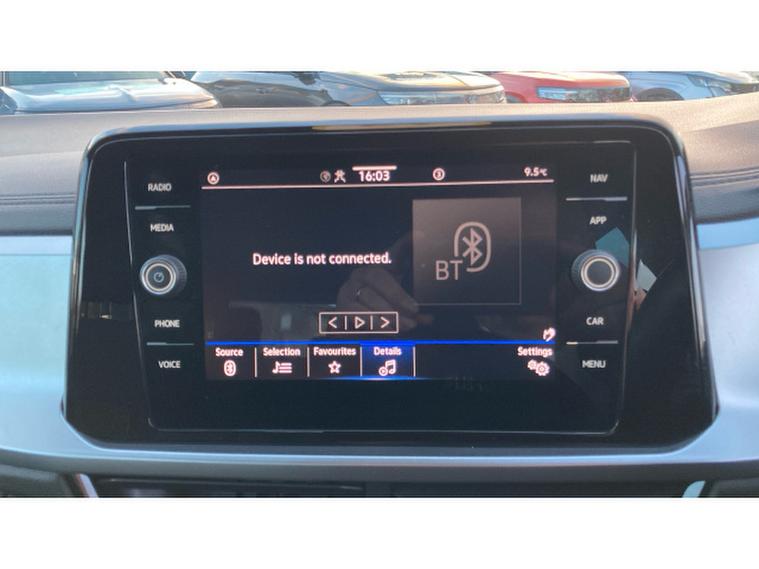 RADIO
MEDIA
PHONE
VOICE
16:03
3
9.5°C
Device is not connected.
BT
Source
Selection
Favourites
Details
Settings
NAV
APP
CAR
MENU